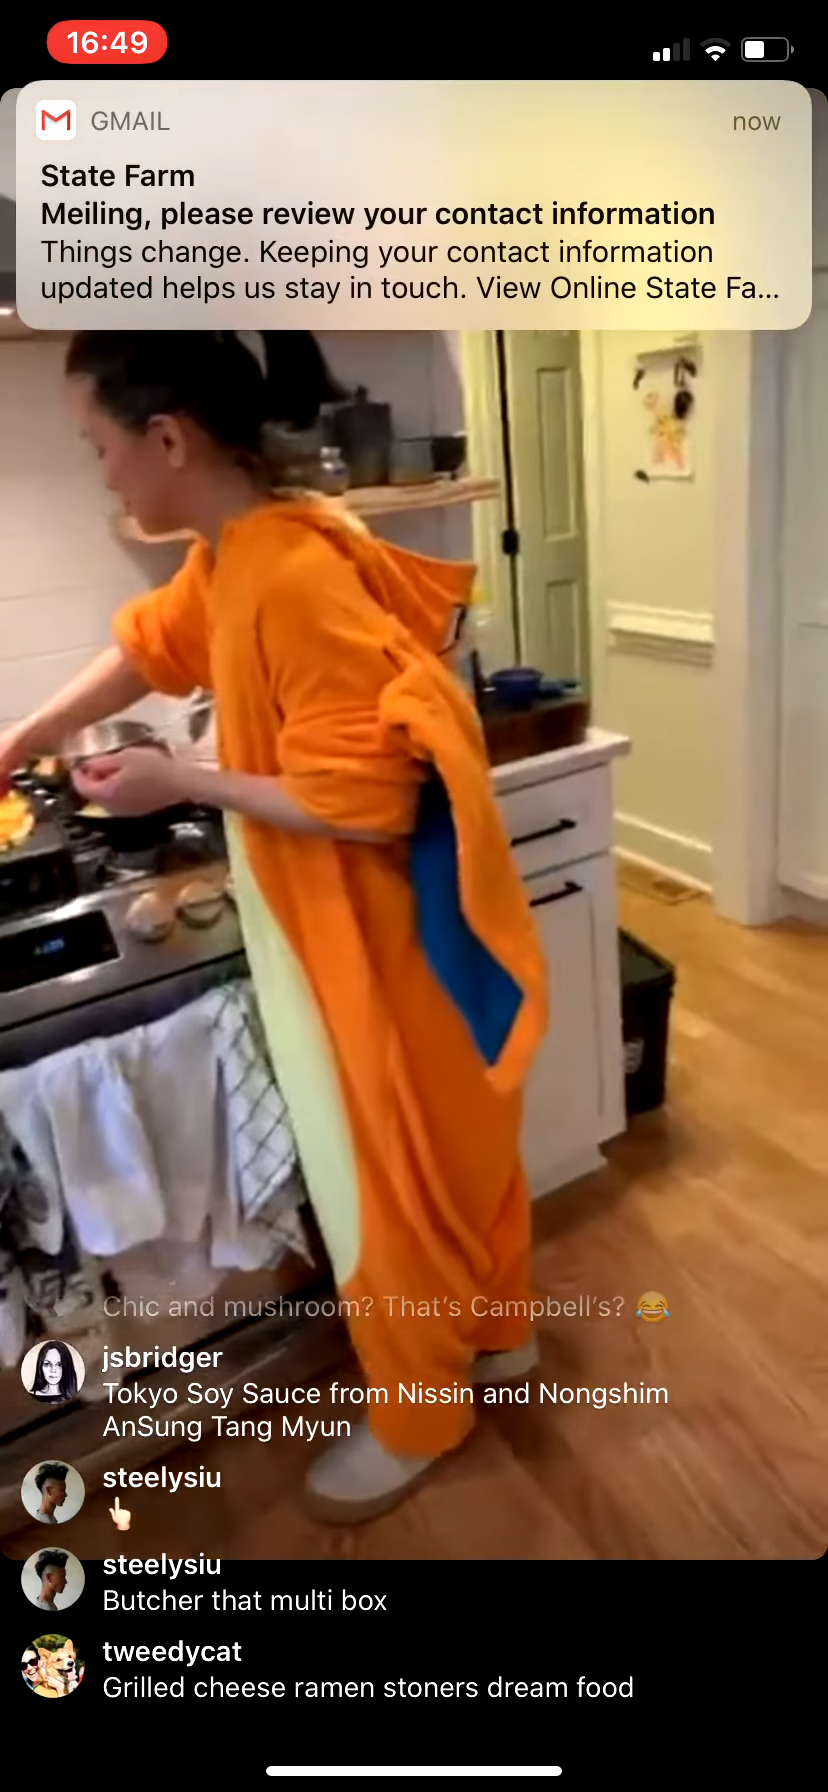 16:49
GMAIL
now
State Farm
Meiling, please review your contact information
Things change. Keeping your contact information
updated helps us stay in touch. View Online State Fa...
Chic and mushroom? That's Campbell's? 😂
jsbridger
Tokyo Soy Sauce from Nissin and Nongshim
AnSung Tang Myun
steelysiu
👆🏻
steelysiu
Butcher that multi box
tweedycat
Grilled cheese ramen stoners dream food